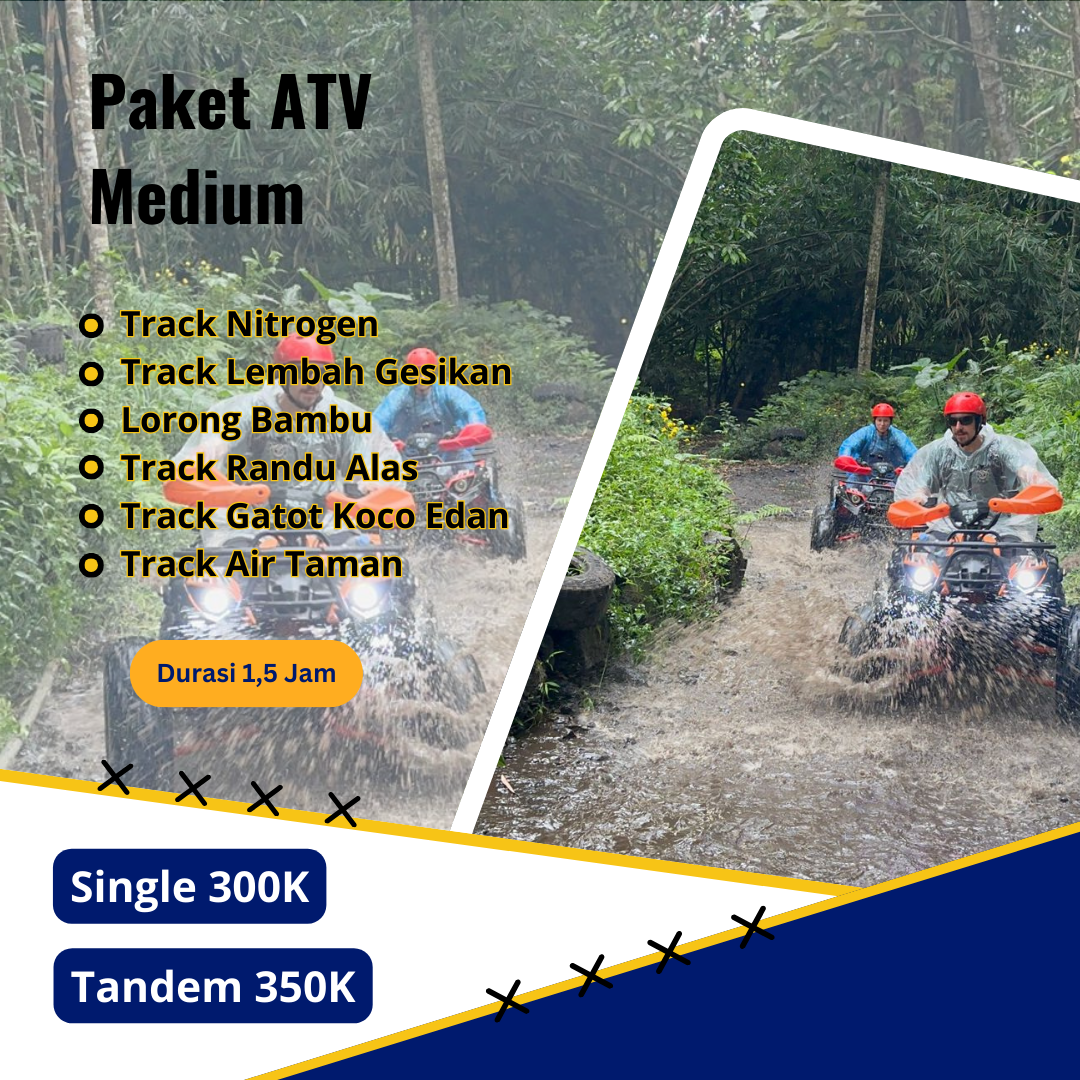 Paket ATV
Medium
Track Nitrogen
Track Lembah Gesikan
Lorong Bambu
Track Randu Alas
Track Gatot Koco Edan
Track Air Taman
Durasi 1,5 Jam
Single 300K
Tandem 350K